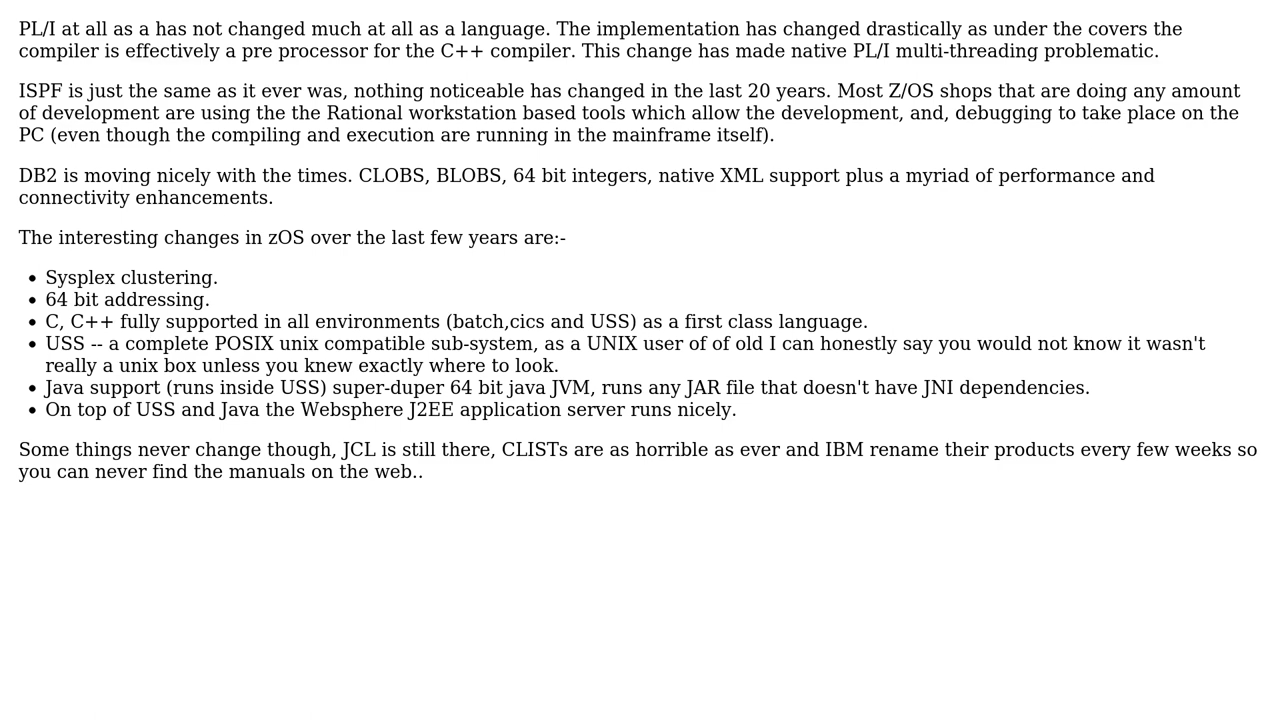 PL/I at all as a has not changed much at all as a language. The implementation has changed drastically as under the covers the
compiler is effectively a pre processor for the C++ compiler. This change has made native PL/I multi-threading problematic.
ISPF is just the same as it ever was, nothing noticeable has changed in the last 20 years. Most Z/OS shops that are doing any amount
of development are using the the Rational workstation based tools which allow the development, and, debugging to take place on the
PC (even though the compiling and execution are running in the mainframe itself).
DB2 is moving nicely with the times. CLOBS, BLOBS, 64 bit integers, native XML support plus a myriad of performance and
connectivity enhancements.
The interesting changes in zOS over the last few years are:-
• Sysplex clustering.
• 64 bit addressing.
• C, C++ fully supported in all environments (batch,cics and USS) as a first class language.
• USS -- a complete POSIX unix compatible sub-system, as a UNIX user of of old I can honestly say you would not know it wasn't
really a unix box unless you knew exactly where to look.
• Java support (runs inside USS) super-duper 64 bit java JVM, runs any JAR file that doesn't have JNI dependencies.
• On top of USS and Java the Websphere J2EE application server runs nicely.
Some things never change though, JCL is still there, CLISTs are as horrible as ever and IBM rename their products every few weeks so
you can never find the manuals on the web..